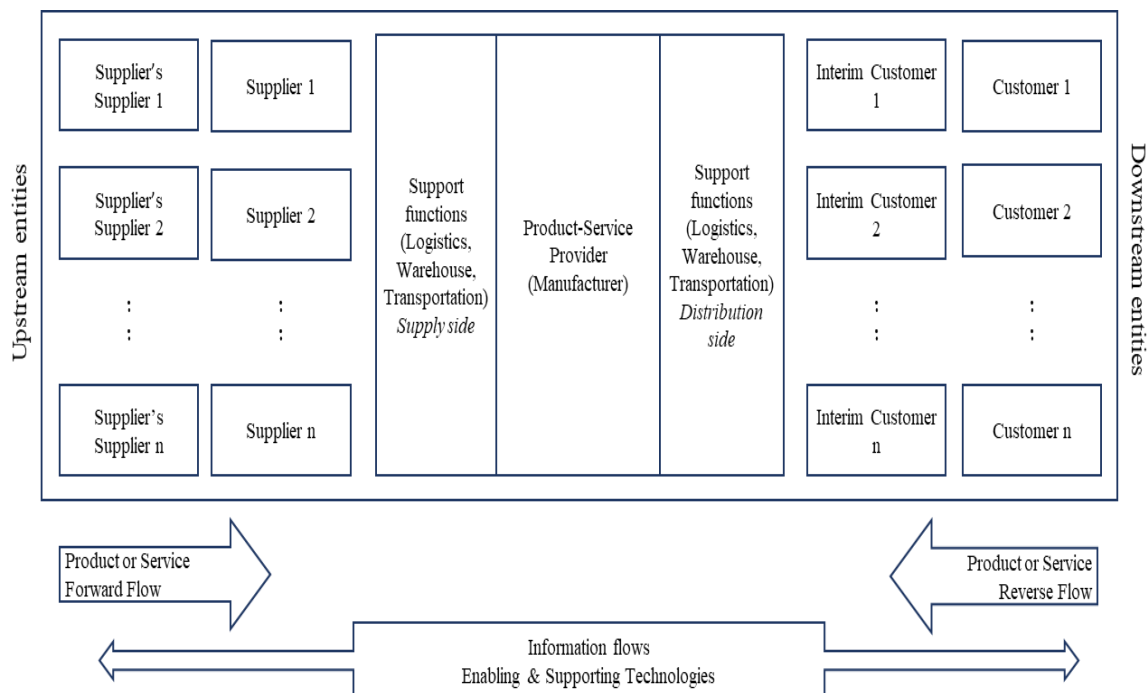 Upstream entities
Supplier's
Supplier 1
Supplier 1
Supplier's
Supplier 2
Supplier 2
:
:
:
:
Supplier's
Supplier n
Supplier n
Support
functions
(Logistics,
Warehouse,
Transportation)
Supply side
Product-Service
Provider
(Manufacturer)
Support
functions
(Logistics,
Warehouse,
Transportation)
Distribution
side
Interim Customer
1
Customer 1
Interim Customer
2
Customer 2
:
:
:
:
Interim Customer
n
Customer n
Downstream entities
Product or Service
Forward Flow
Product or Service
Reverse Flow
Information flows
Enabling & Supporting Technologies